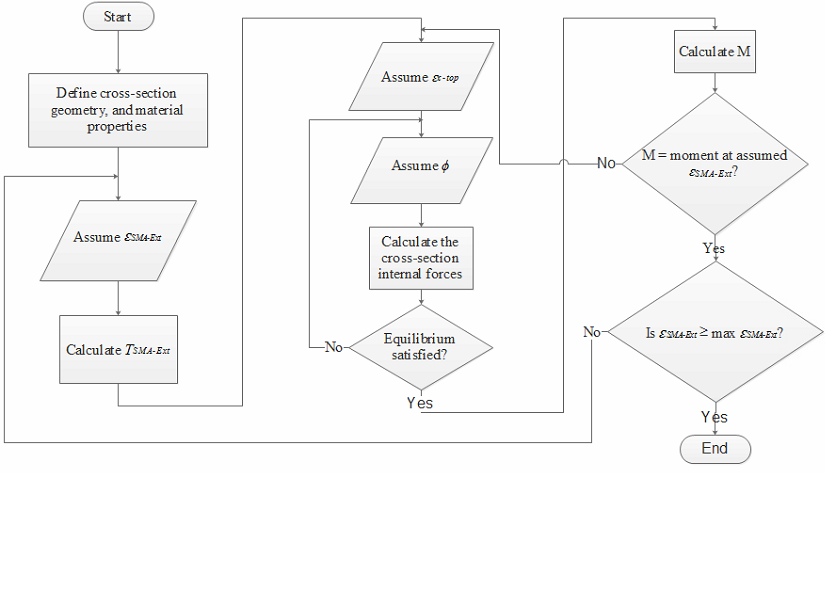 Start
Define cross-section
geometry, and material
properties
Assume εSMA-Ext
Calculate TSMA-Ext
Assume εc-top
Assume ϕ
Calculate the
cross-section
internal forces
Equilibrium
satisfied?
No
Yes
Calculate M
M = moment at assumed
εSMA-Ext?
No
Yes
Is εSMA-Ext ≥ max εSMA-Ext?
No
Yes
End